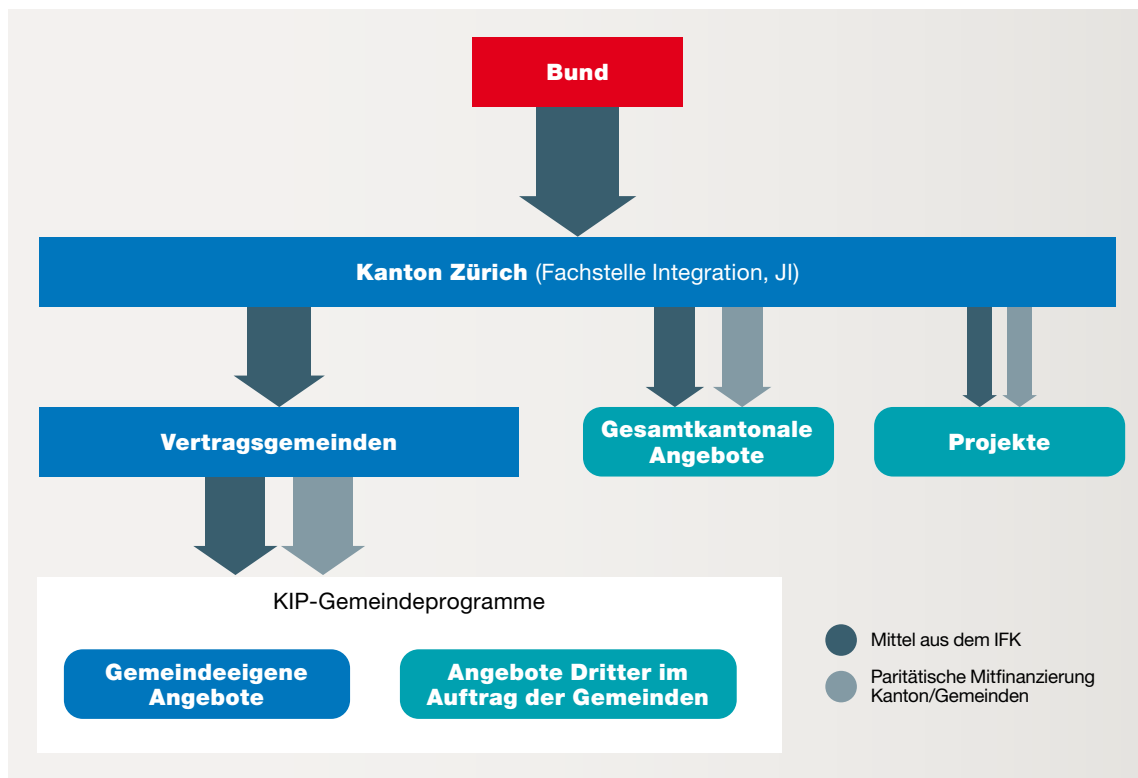 Bund
Kanton Zürich (Fachstelle Integration, JI)
Vertragsgemeinden
Gesamtkantonale
Angebote
Projekte
KIP-Gemeindeprogramme
Gemeindeeigene
Angebote
Angebote Dritter im
Auftrag der Gemeinden
Mittel aus dem IFK
Paritätische Mitfinanzierung
Kanton/Gemeinden